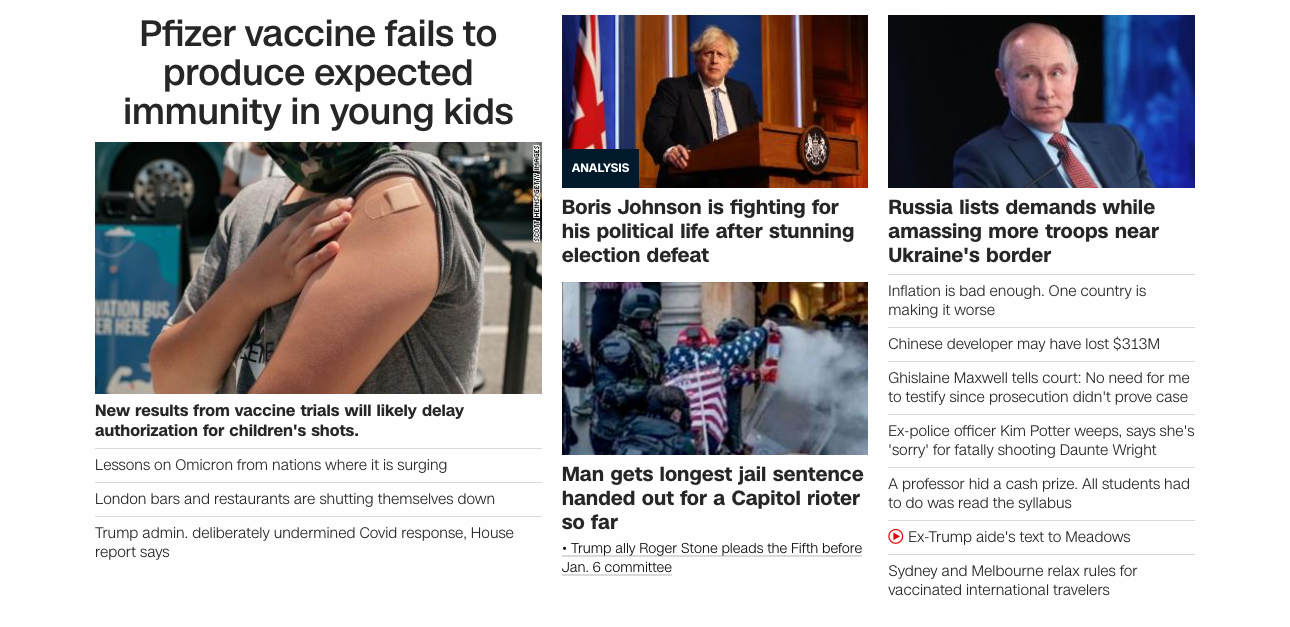 Pfizer vaccine fails to
produce expected
immunity in young kids
SCOTT HEINS/GETTY IMAGES
New results from vaccine trials will likely delay
authorization for children's shots.
Lessons on Omicron from nations where it is surging
London bars and restaurants are shutting themselves down
Trump admin. deliberately undermined Covid response, House
report says
ANALYSIS
Boris Johnson is fighting for
his political life after stunning
election defeat
Man gets longest jail sentence
handed out for a Capitol rioter
so far
• Trump ally Roger Stone pleads the Fifth before
Jan. 6 committee
Russia lists demands while
amassing more troops near
Ukraine's border
Inflation is bad enough. One country is
making it worse
Chinese developer may have lost $313M
Ghislaine Maxwell tells court: No need for me
to testify since prosecution didn't prove case
Ex-police officer Kim Potter weeps, says she's
'sorry' for fatally shooting Daunte Wright
A professor hid a cash prize. All students had
to do was read the syllabus
Ex-Trump aide's text to Meadows
Sydney and Melbourne relax rules for
vaccinated international travelers